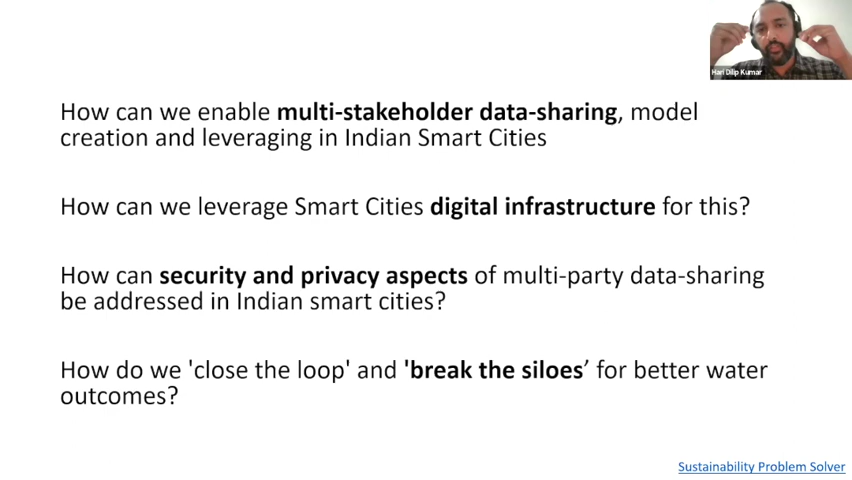 Hari Dilip Kumar
How can we enable multi-stakeholder data-sharing, model
creation and leveraging in Indian Smart Cities
How can we leverage Smart Cities digital infrastructure for this?
How can security and privacy aspects of multi-party data-sharing
be addressed in Indian smart cities?
How do we 'close the loop' and 'break the siloes’ for better water
outcomes?
Sustainability Problem Solver